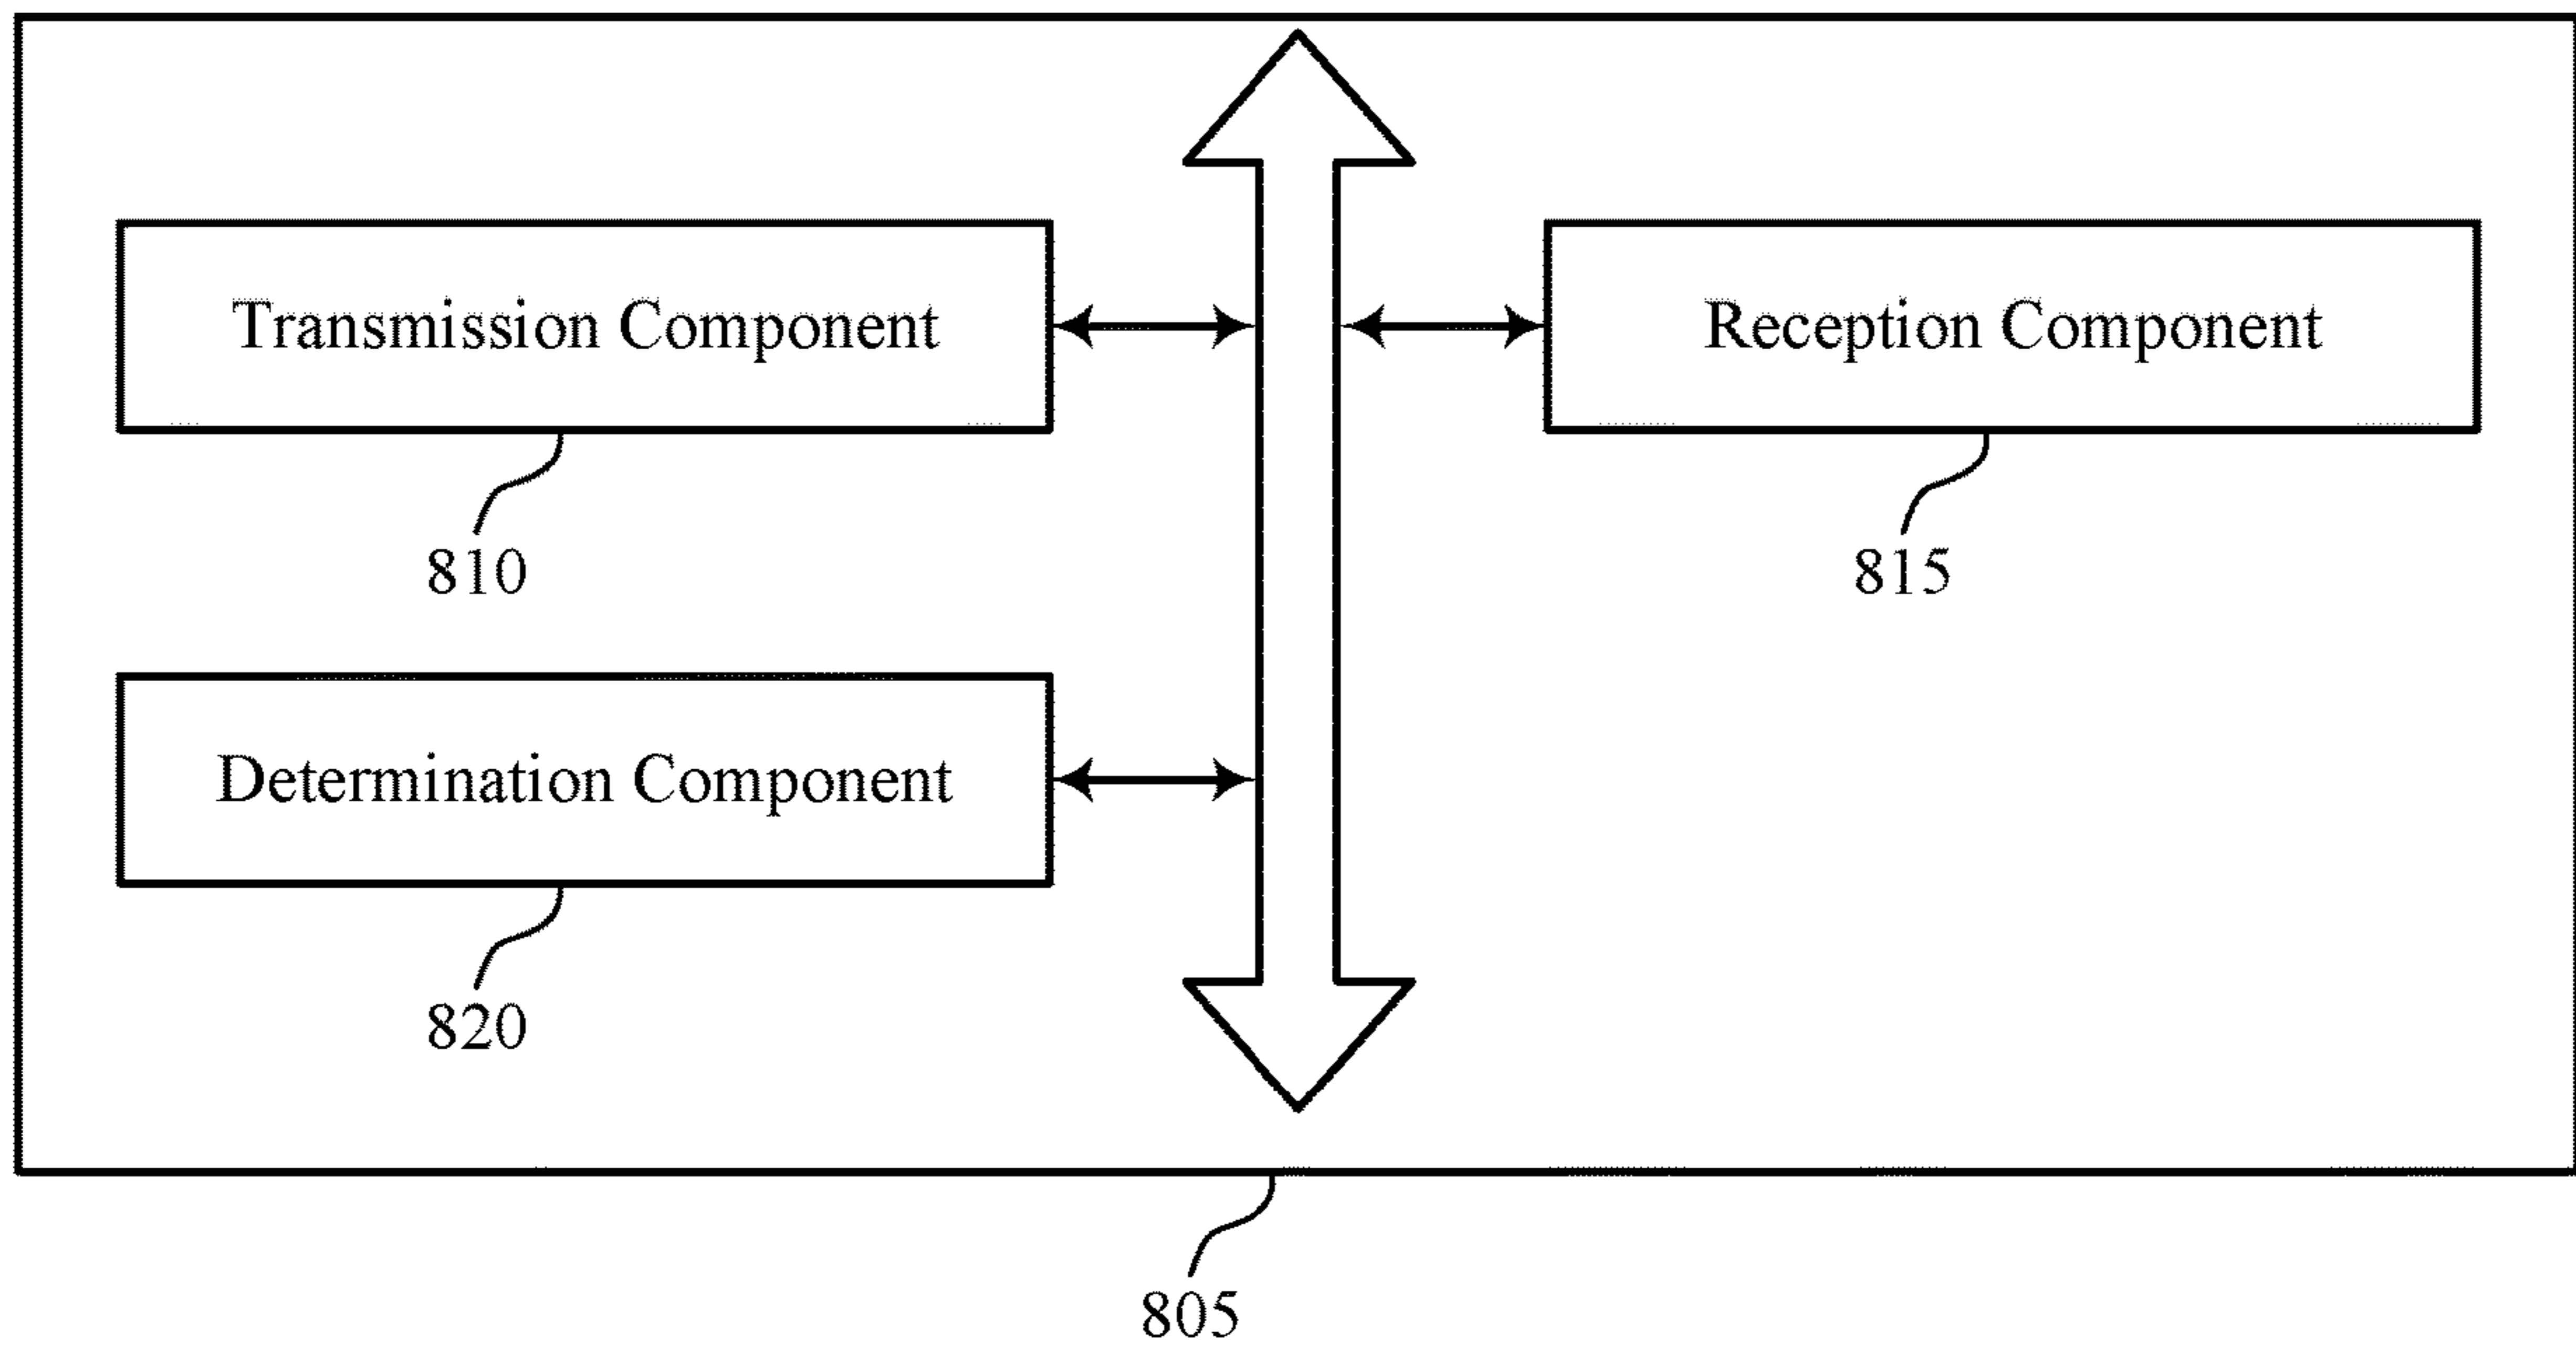 Transmission Component
Reception Component
810
815
Determination Component
820
805